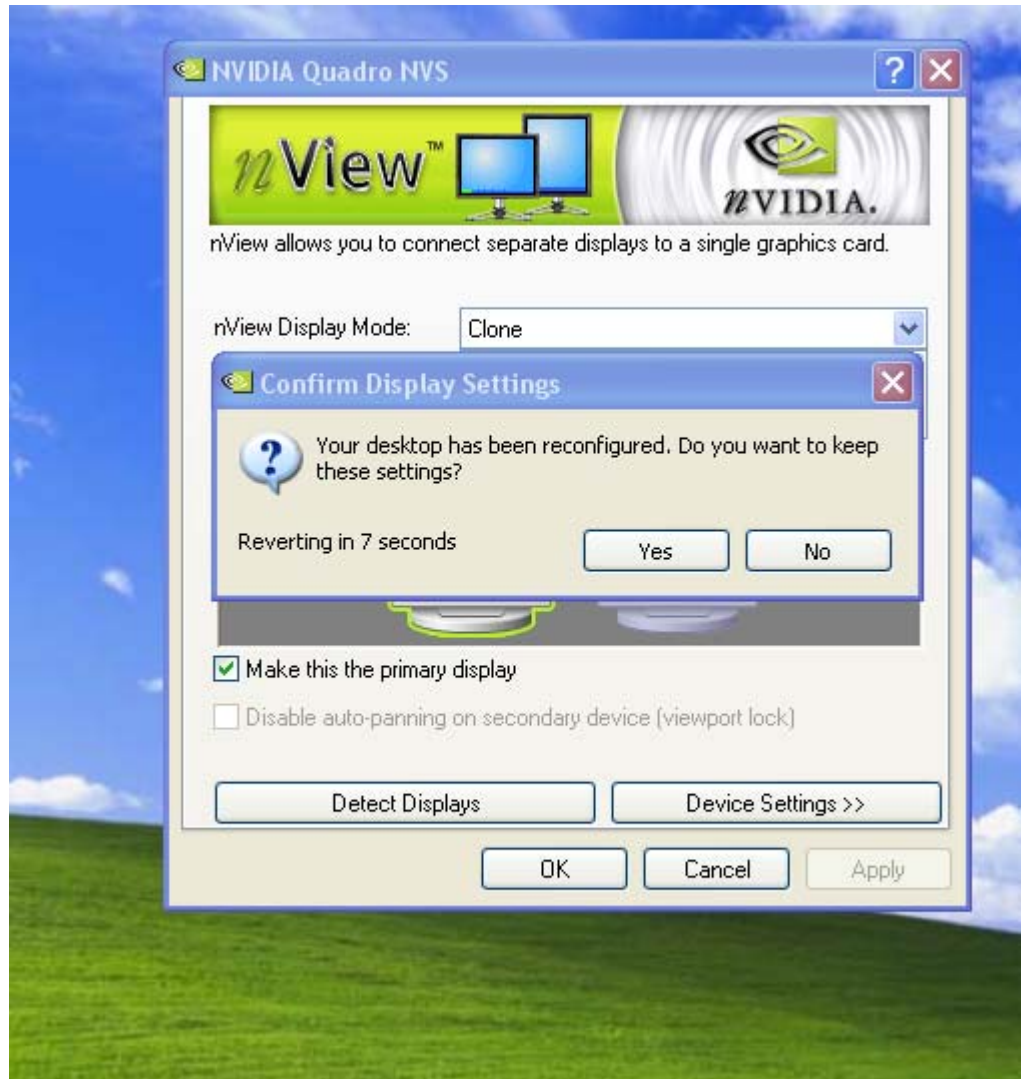 NVIDIA Quadro NVS
nView™
nVIDIA.
nView allows you to connect separate displays to a single graphics card.
nView Display Mode:
Clone
Confirm Display Settings
Your desktop has been reconfigured. Do you want to keep
these settings?
Reverting in 7 seconds
Yes
No
Make this the primary display
Disable auto-panning on secondary device (viewport lock)
Detect Displays
Device Settings >>
OK
Cancel
Apply